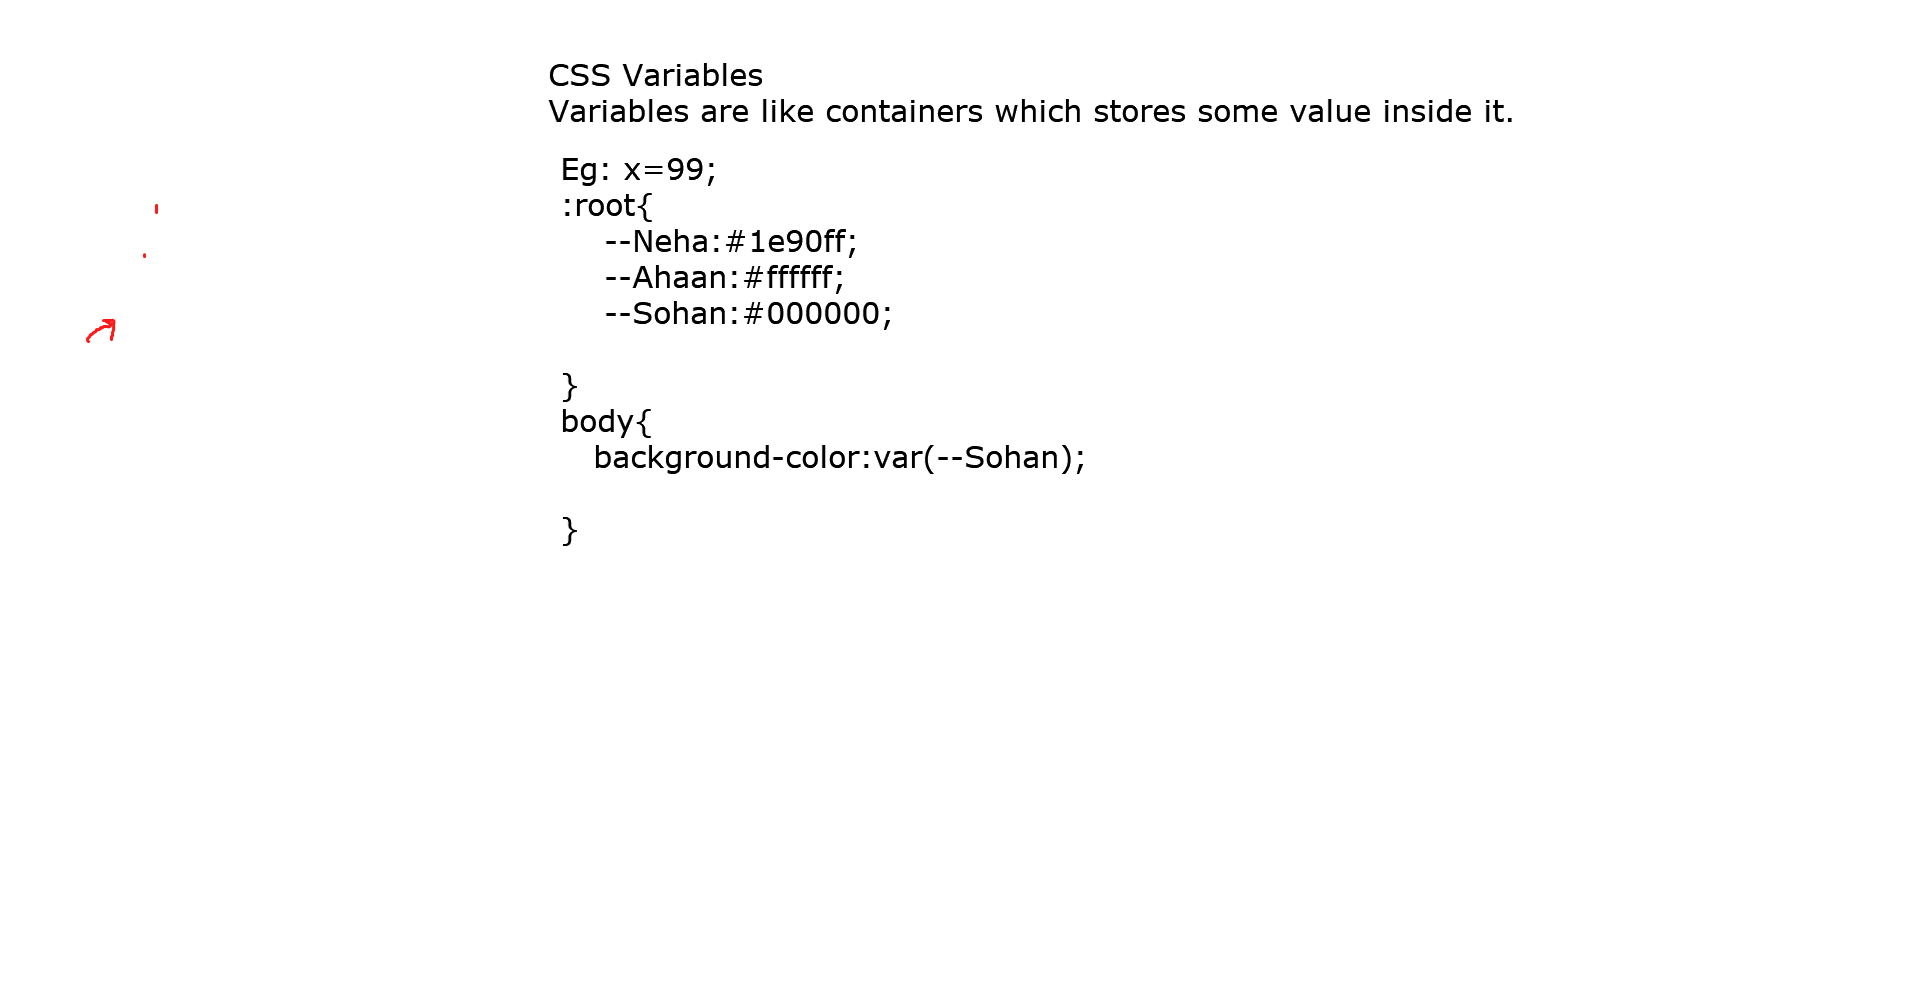 CSS Variables
Variables are like containers which stores some value inside it.
Eg: x=99;
:root{
--Neha:#1e90ff;
--Ahaan:#ffffff;
--Sohan:#000000;
}
body{
background-color:var(--Sohan);
}